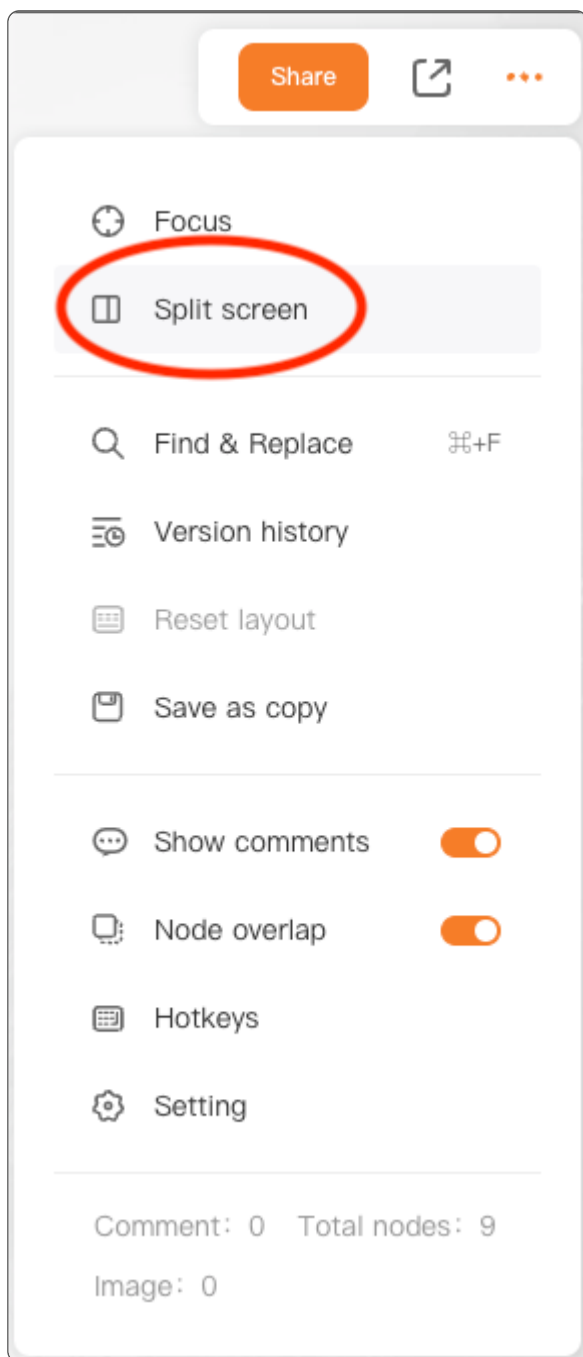 Share
Focus
Split screen
Find & Replace ⌘+F
Version history
Reset layout
Save as copy
Show comments
Node overlap
Hotkeys
Setting
Comment: 0 Total nodes: 9
Image: 0